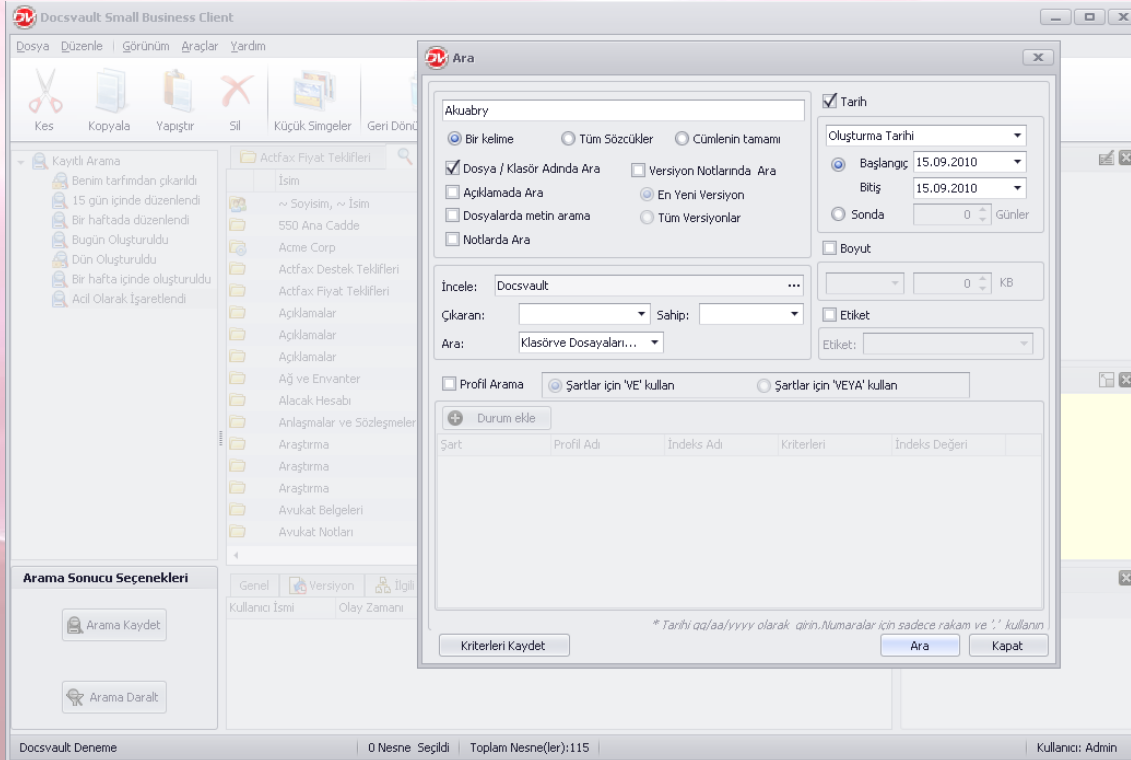 Docsvault Small Business Client
Dosya Düzenle Görünüm Araçlar Yardım
Kes Kopyala Yapıştır Sil Küçük Simgeler
Kayıtlı Arama
Benim tarfımdan çıkarıldı
15 gün içinde düzenlendi
Bir haftada düzenlendi
Bugün Oluşturuldu
Dün Oluşturuldu
Bir hafta içinde oluşturuldu
Acil Olarak İşaretlendi
Arama Sonucu Seçenekleri
Arama Kaydet
Arama Daralt
Actfax Fiyat Teklifleri
İsim
~ Soyisim, ~ İsim
550 Ana Cadde
Acme Corp
Actfax Destek Teklifleri
Actfax Fiyat Teklifleri
Açıklamalar
Açıklamalar
Açıklamalar
Ağ ve Envanter
Alacak Hesabı
Anlaşmalar ve Sözleşmeler
Araştırma
Araştırma
Araştırma
Avukat Belgeleri
Avukat Notları
Genel Versiyon
Kullanıcı İsmi Olay Zamanı
Ara
Akuabry
Bir kelime Tüm Sözcükler Cümlenin tamamı
Dosya / Klasör Adında Ara Versiyon Notlarında Ara
Açıklamada Ara En Yeni Versiyon
Dosyalarda metin arama Tüm Versiyonlar
Notlarda Ara
Tarih
Oluşturma Tarihi
Başlangıç 15.09.2010
Bitiş 15.09.2010
Sonda 0 Günler
Boyut
0 KB
Etiket
Etiket:
İncele: Docsvault ...
Çıkaran: Sahip:
Ara: Klasörve Dosayaları...
Profil Arama Şartlar için 'VE' kullan Şartlar için 'VEYA' kullan
Durum ekle
Şart Profil Adı İndeks Adı Kriterleri İndeks Değeri
* Tarihi gg/aa/yyyy olarak girin.Numaralar için sadece rakam ve '.' kullanın
Kriterleri Kaydet Ara Kapat
Docsvault Deneme 0 Nesne Seçildi Toplam Nesne(ler):115 Kullanıcı: Admin